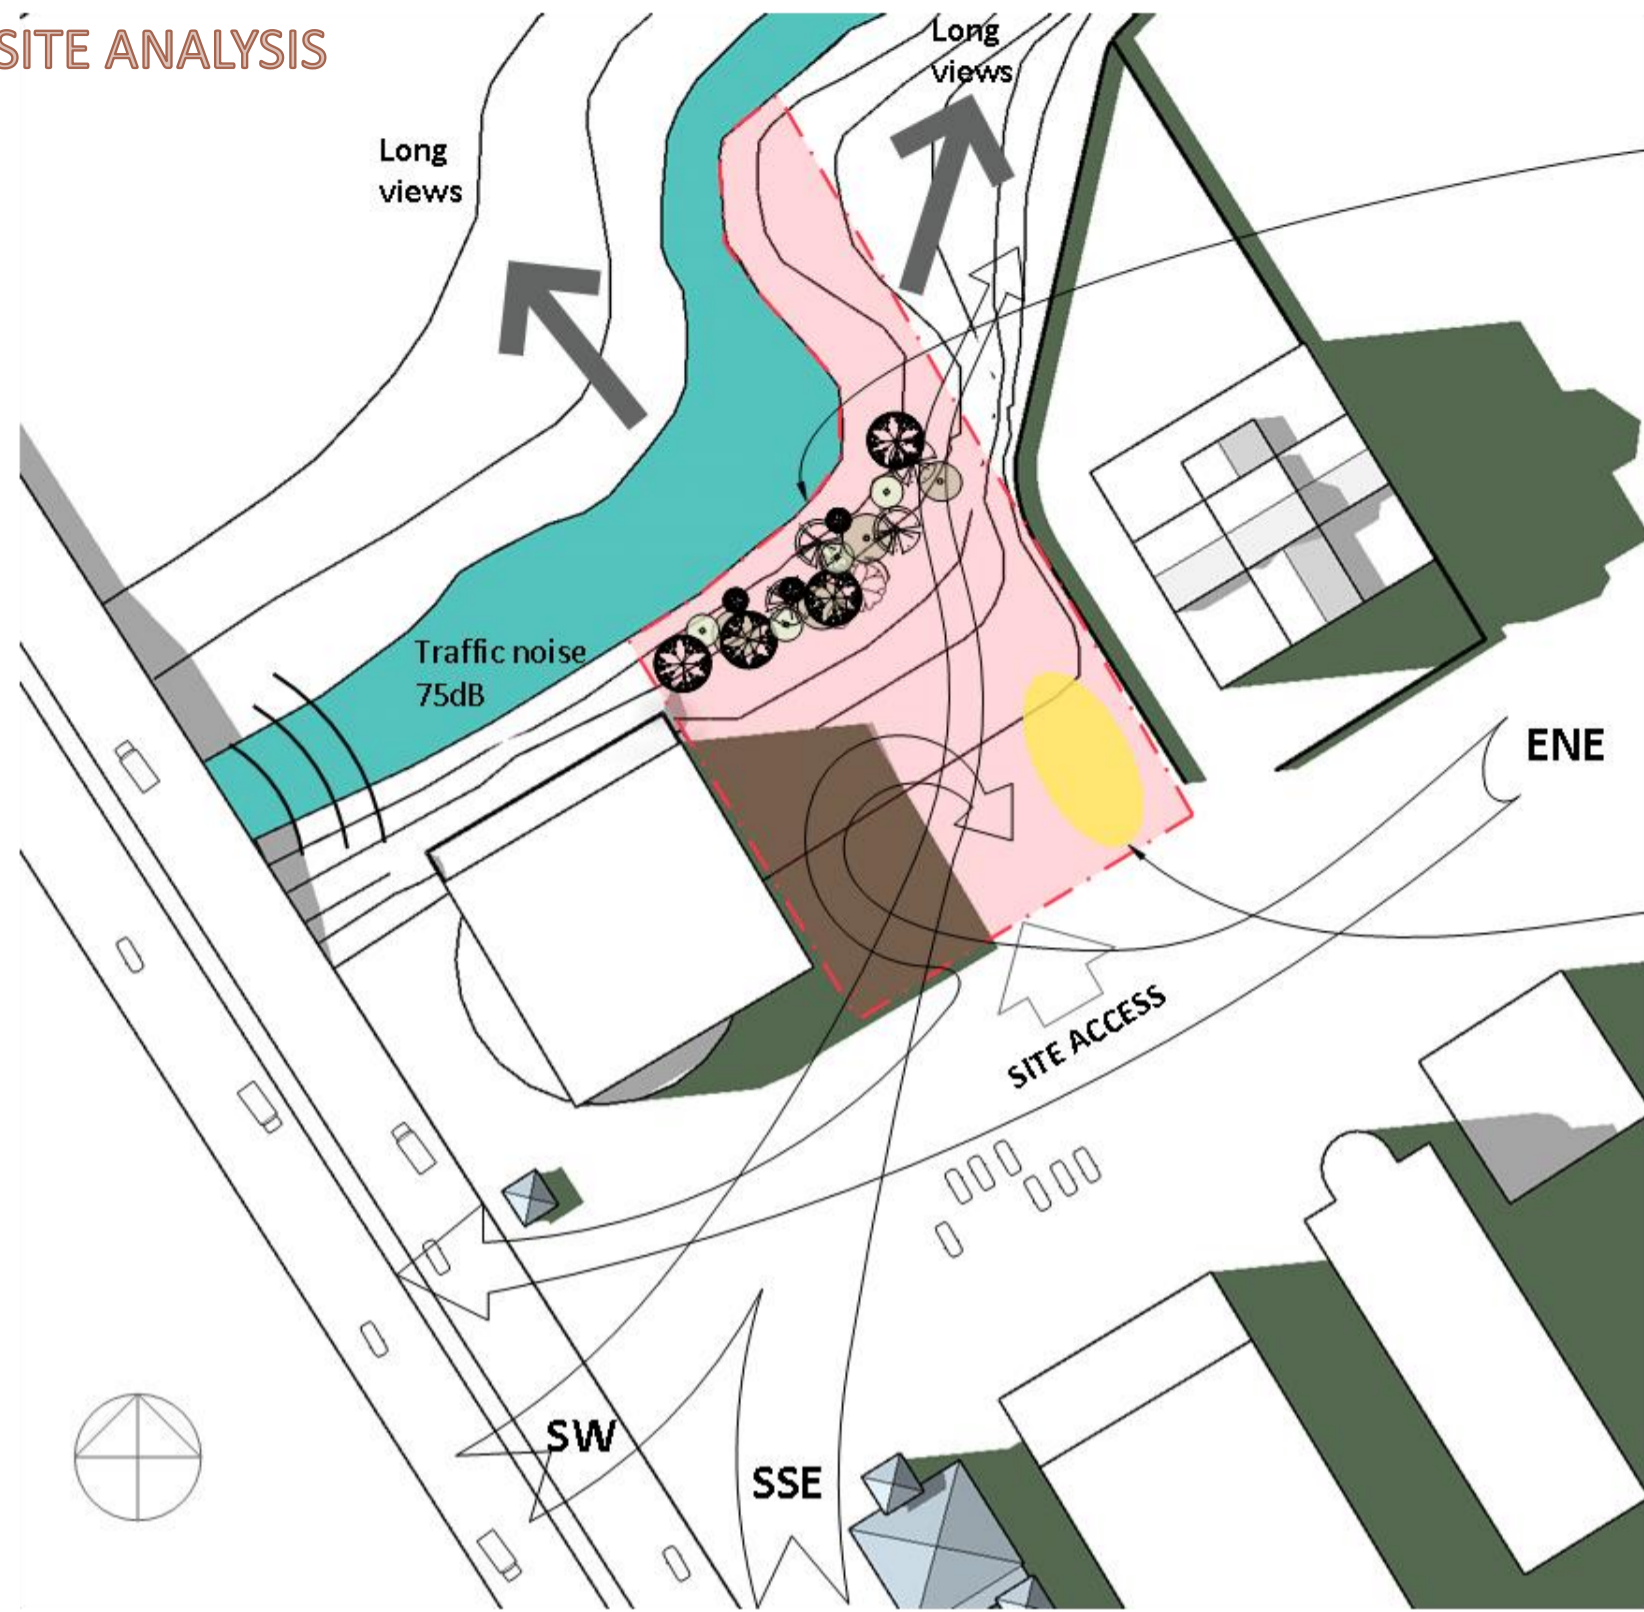 SITE ANALYSIS
Long
views
Long
views
Traffic noise
75dB
ENE
SITE ACCESS
SW
SSE